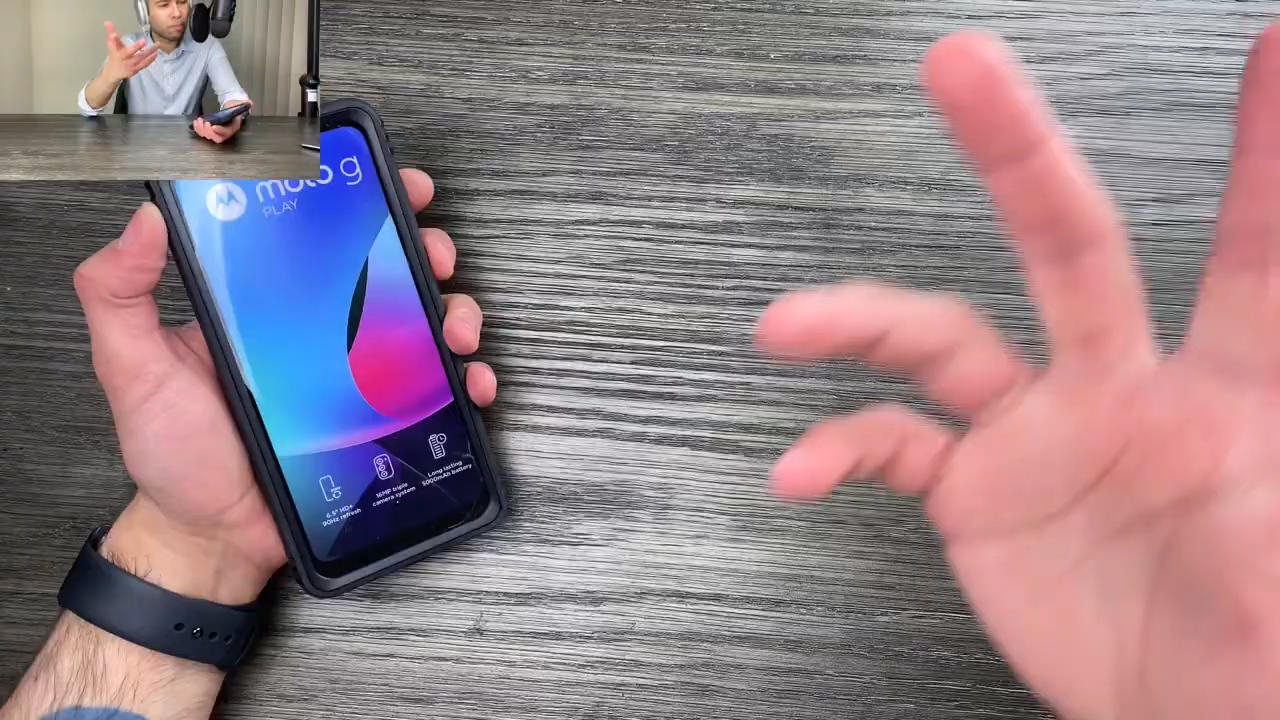 moto g
PLAY
6.5" HD+
90Hz refresh
16MP triple
camera system
Long lasting
5000mAh battery